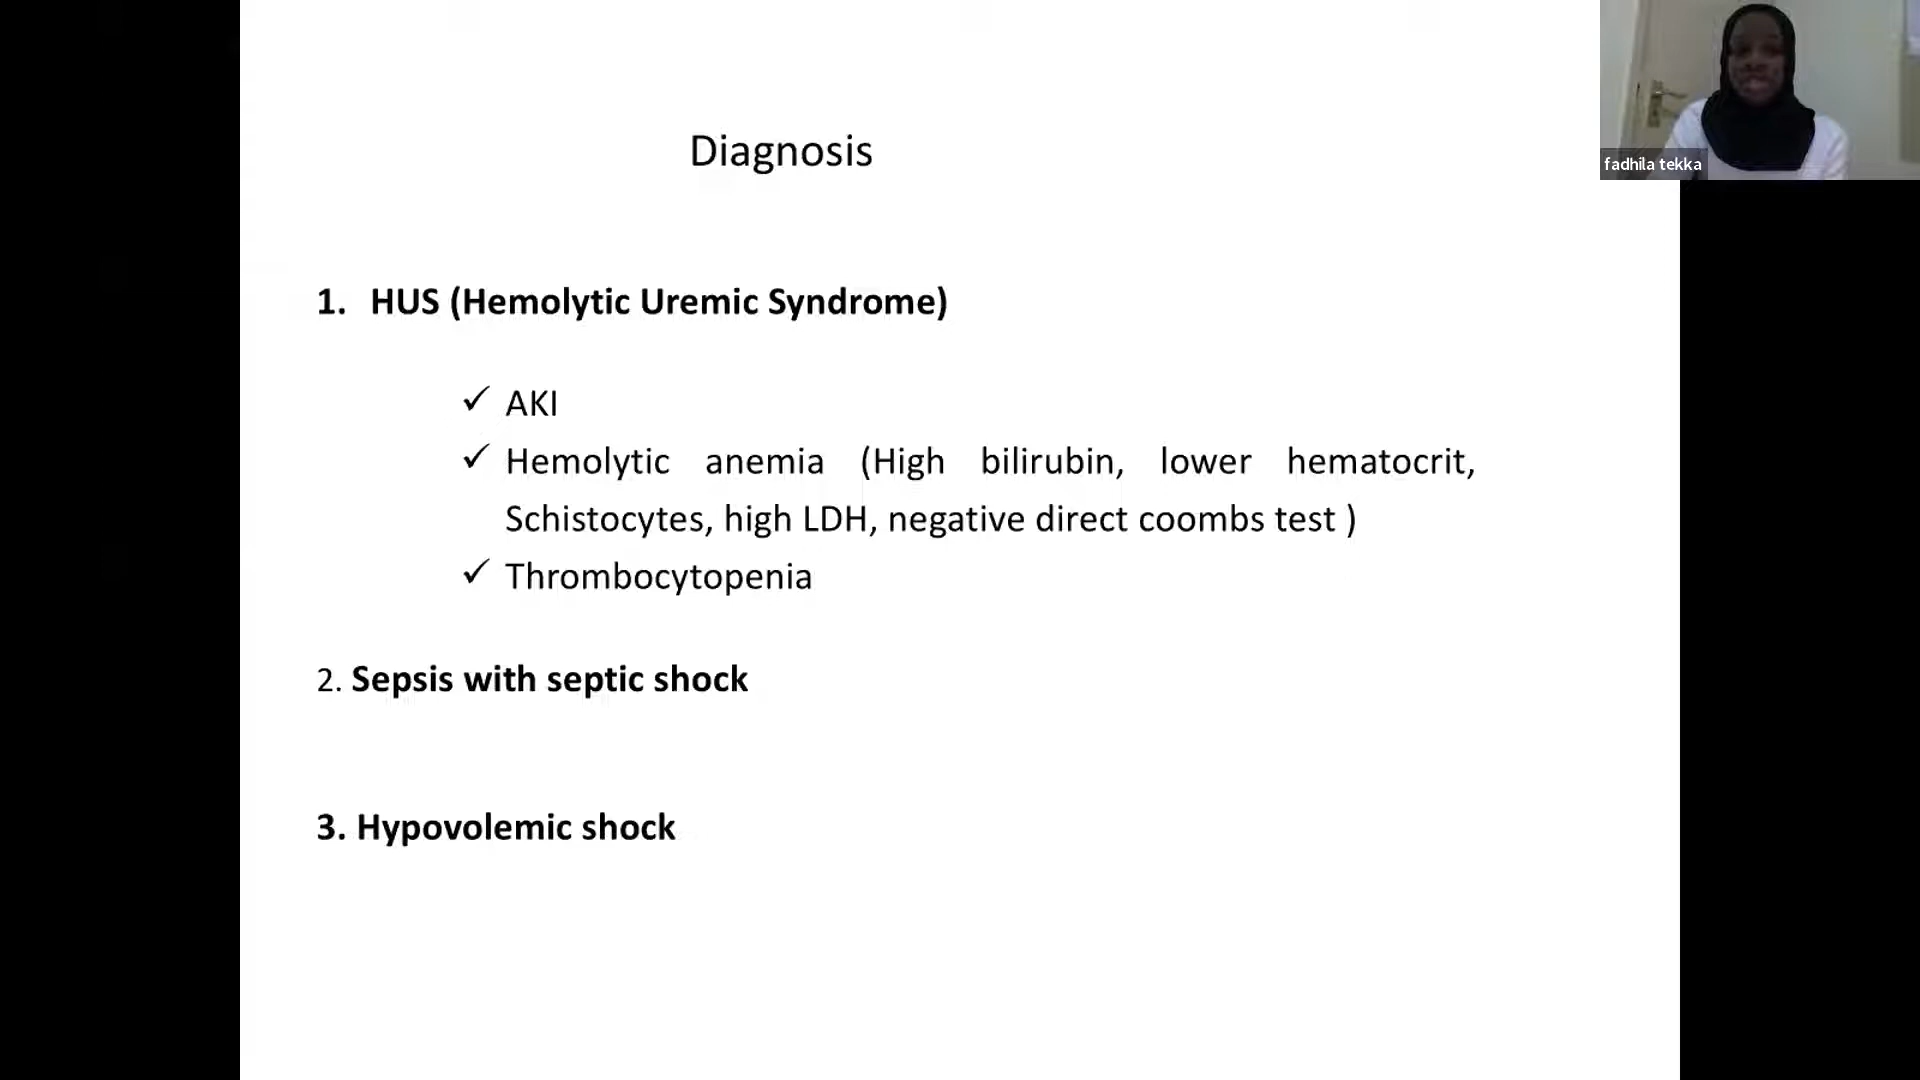 Diagnosis
fadhila tekka
1. HUS (Hemolytic Uremic Syndrome)
✓ AKI
✓ Hemolytic anemia (High bilirubin, lower hematocrit,
Schistocytes, high LDH, negative direct coombs test )
✓ Thrombocytopenia
2. Sepsis with septic shock
3. Hypovolemic shock